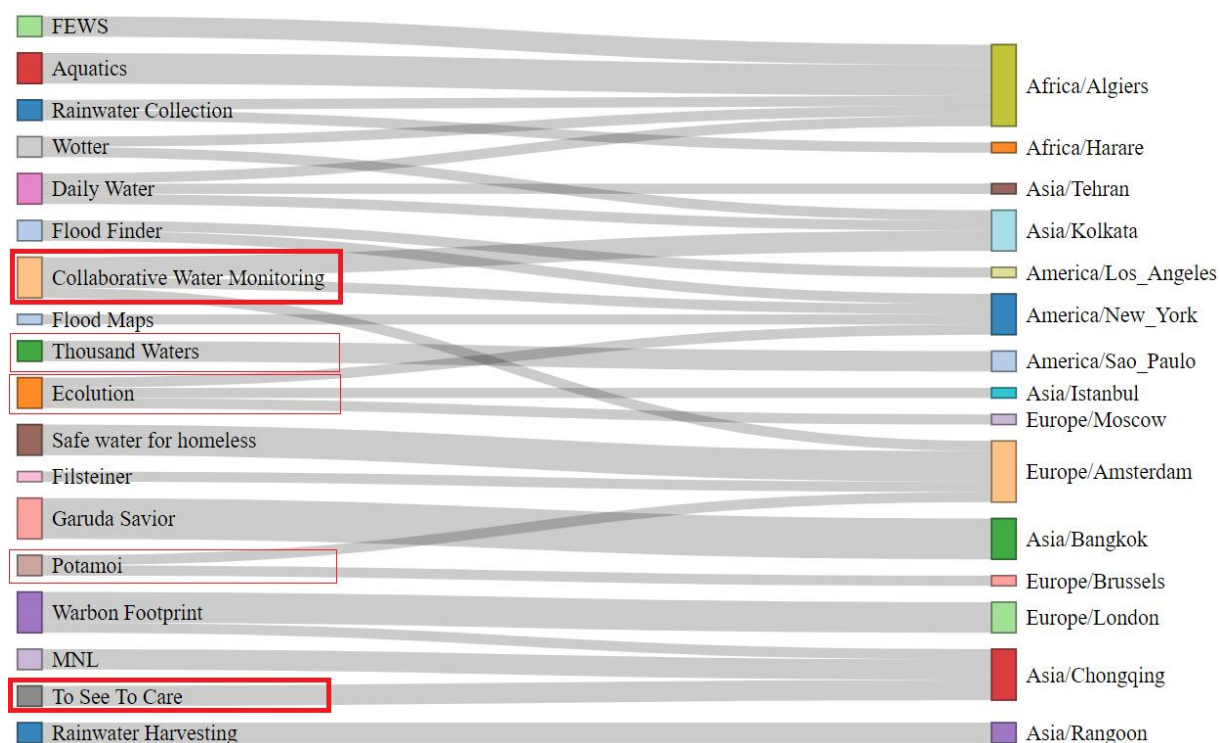 FEWS
Aquatics
Rainwater Collection
Wotter
Daily Water
Flood Finder
Collaborative Water Monitoring
Flood Maps
Thousand Waters
Ecolution
Safe water for homeless
Filsteiner
Garuda Savior
Potamoi
Warbon Footprint
MNL
To See To Care
Rainwater Harvesting
Africa/Algiers
Africa/Harare
Asia/Tehran
Asia/Kolkata
America/Los_Angeles
America/New_York
America/Sao_Paulo
Asia/Istanbul
Europe/Moscow
Europe/Amsterdam
Asia/Bangkok
Europe/Brussels
Europe/London
Asia/Chongqing
Asia/Rangoon